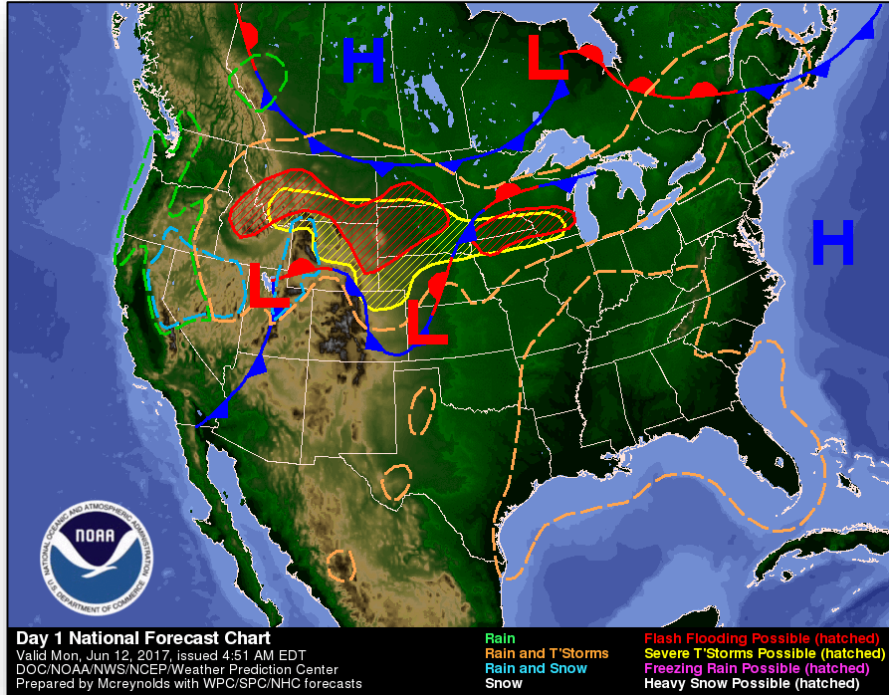 H
L
H
L
L
NATIONAL OCEANIC AND ATMOSPHERIC ADMINISTRATION
NOAA
U.S. DEPARTMENT OF COMMERCE
Day 1 National Forecast Chart
Valid Mon, Jun 12, 2017, issued 4:51 AM EDT
DOC/NOAA/NWS/NCEP/Weather Prediction Center
Prepared by Mcreynolds with WPC/SPC/NHC forecasts
Rain
Rain and T'Storms
Rain and Snow
Snow
Flash Flooding Possible (hatched)
Severe T'Storms Possible (hatched)
Freezing Rain Possible (hatched)
Heavy Snow Possible (hatched)